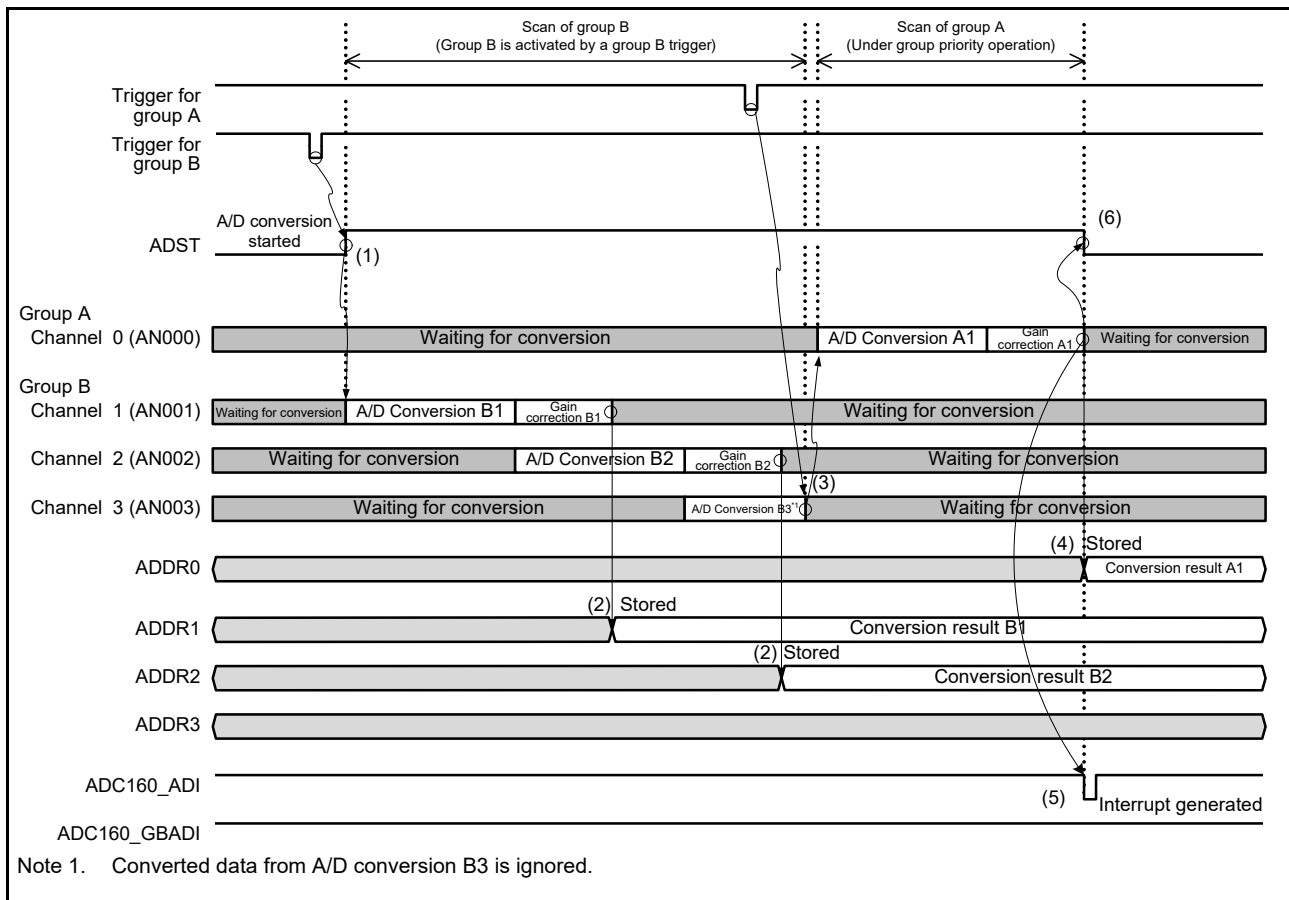 Scan of group B
(Group B is activated by a group B trigger)
Scan of group A
(Under group priority operation)
Trigger for
group A
Trigger for
group B
A/D conversion
started
ADST
(1)
(6)
Group A
Channel 0 (AN000)
Waiting for conversion
A/D Conversion A1
Gain
correction A1
Waiting for conversion
Group B
Channel 1 (AN001)
Waiting for conversion
A/D Conversion B1
Gain
correction B1
Waiting for conversion
Channel 2 (AN002)
Waiting for conversion
A/D Conversion B2
Gain
correction B2
Waiting for conversion
Channel 3 (AN003)
Waiting for conversion
A/D Conversion B3*1
(3)
Waiting for conversion
(4) Stored
ADDR0
Conversion result A1
(2) Stored
ADDR1
Conversion result B1
(2) Stored
ADDR2
Conversion result B2
ADDR3
ADC160_ADI
(5)
Interrupt generated
ADC160_GBADI
Note 1. Converted data from A/D conversion B3 is ignored.